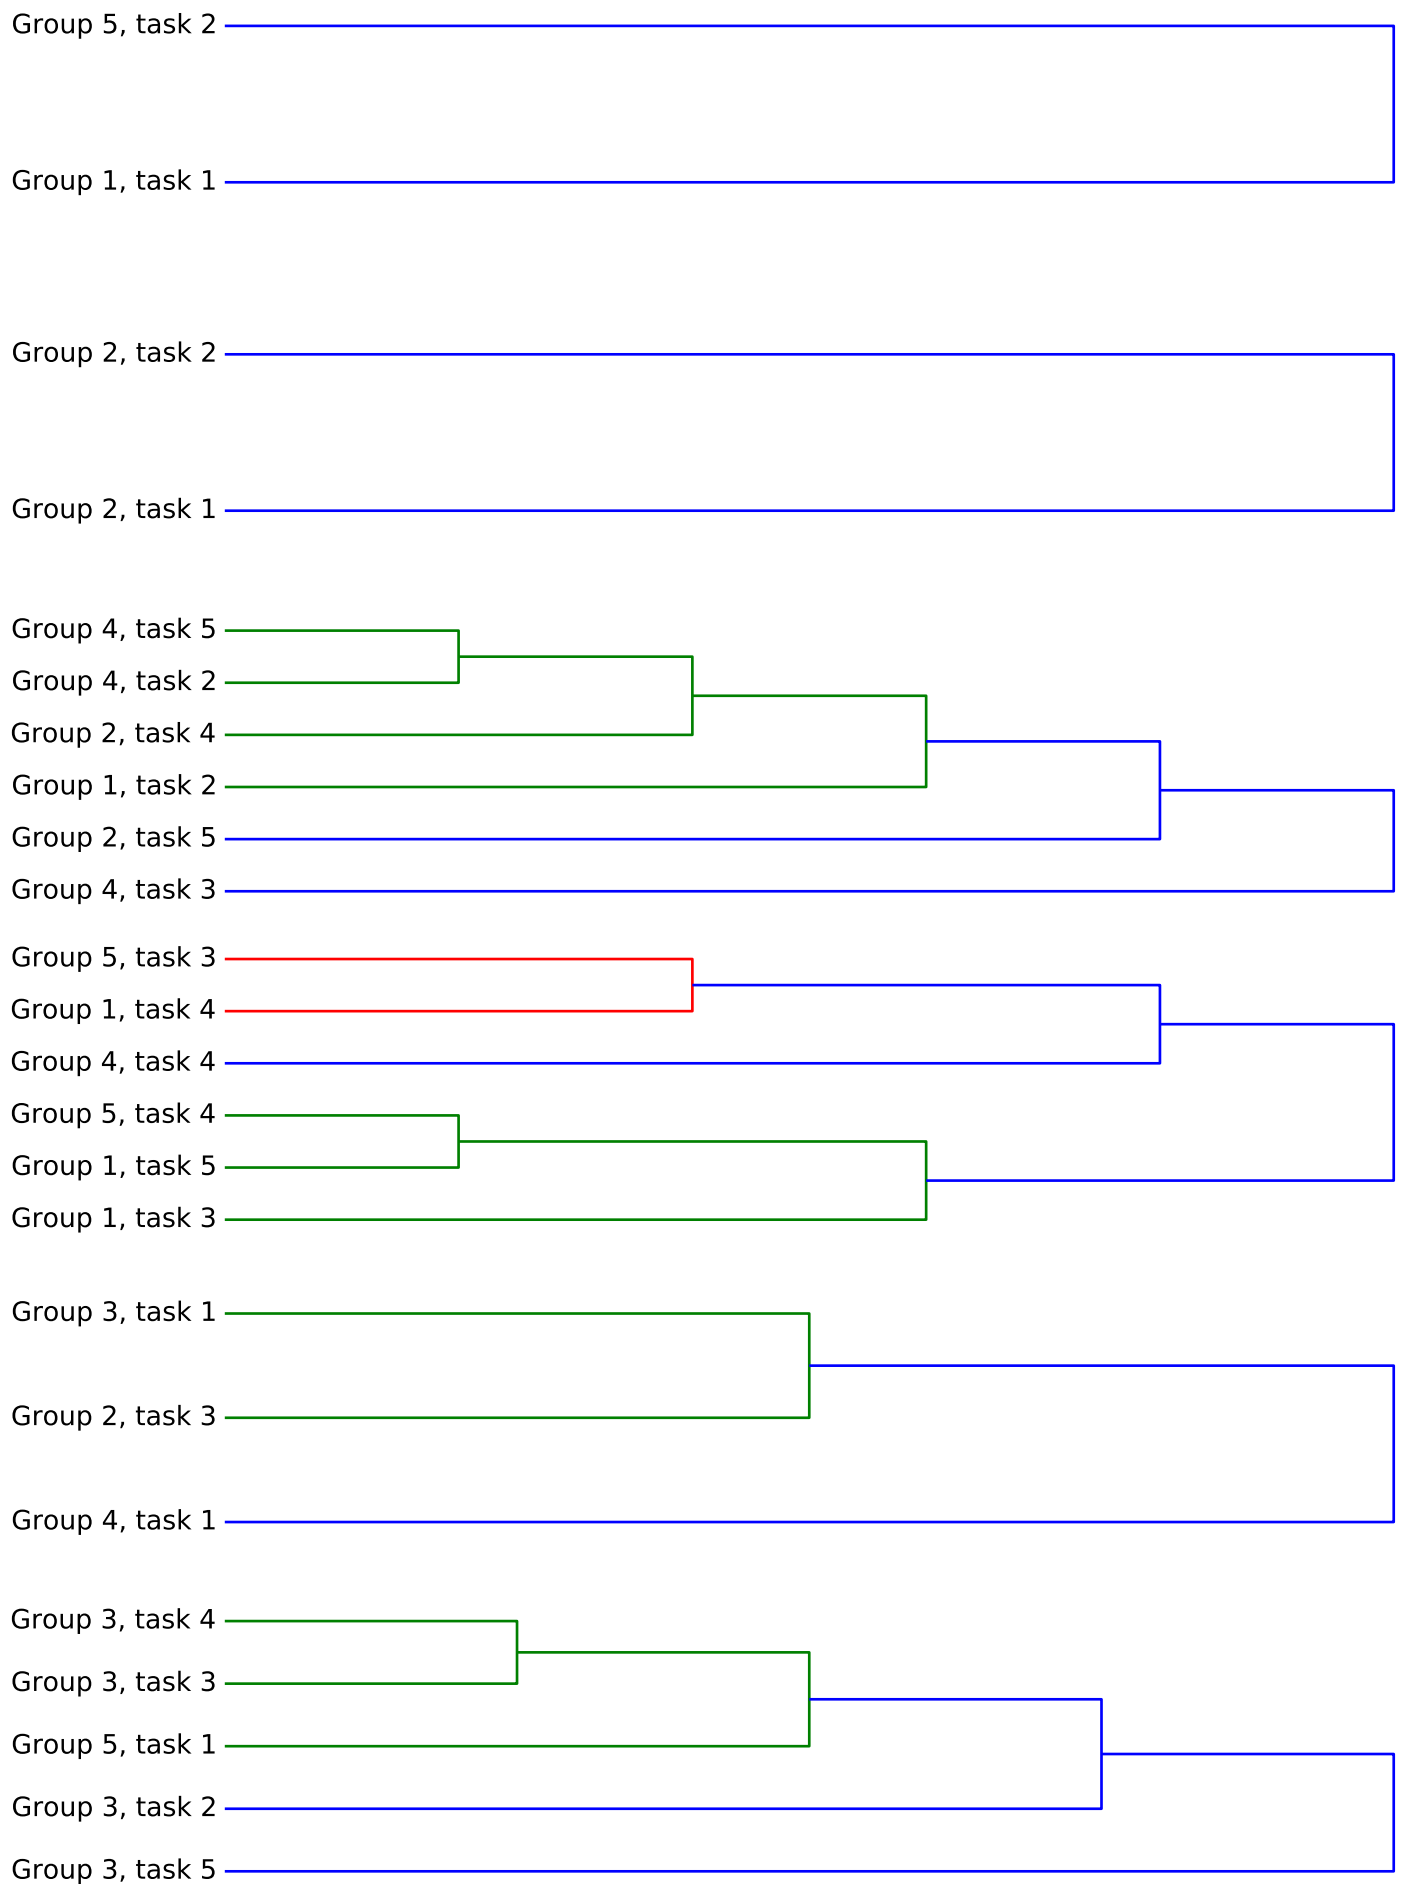 Group 5, task 2
Group 1, task 1
Group 2, task 2
Group 2, task 1
Group 4, task 5
Group 4, task 2
Group 2, task 4
Group 1, task 2
Group 2, task 5
Group 4, task 3
Group 5, task 3
Group 1, task 4
Group 4, task 4
Group 5, task 4
Group 1, task 5
Group 1, task 3
Group 3, task 1
Group 2, task 3
Group 4, task 1
Group 3, task 4
Group 3, task 3
Group 5, task 1
Group 3, task 2
Group 3, task 5